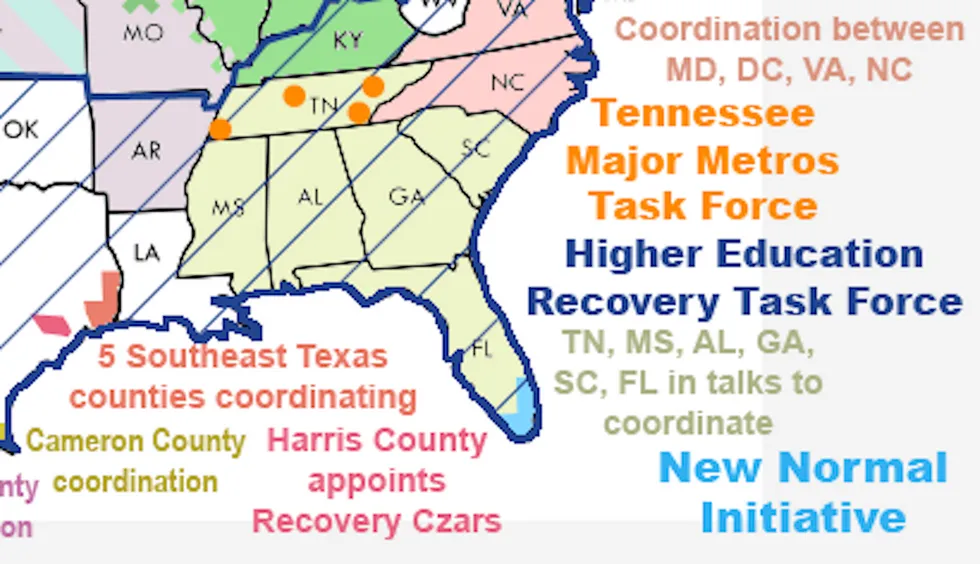 WV
VA
MO
KY
Coordination between
MD, DC, VA, NC
NC
TN
OK
AR
Tennessee
Major Metros
Task Force
SC
MS
AL
GA
LA
Higher Education
Recovery Task Force
FL
TN, MS, AL, GA,
SC, FL in talks to
coordinate
5 Southeast Texas
counties coordinating
Cameron County
coordination
Harris County
appoints
Recovery Czars
nty
on
New Normal
Initiative